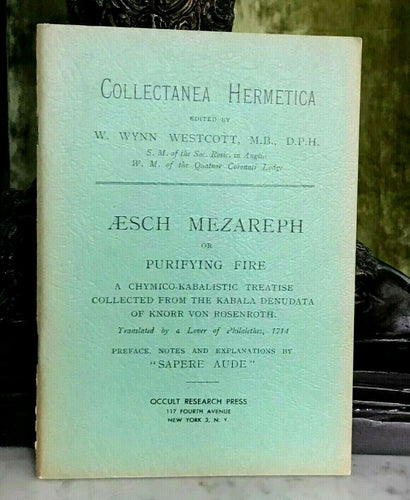 COLLECTANEA HERMETICA
EDITED BY
W. WYNN WESTCOTT, M.B., D.P.H.
S. M. of the Soc. Rosic. in Anglia
W. M. of the Quatuor Coronati Lodge
ÆSCH MEZAREPH
OR
PURIFYING FIRE
A CHYMICO-KABALISTIC TREATISE
COLLECTED FROM THE KABALA DENUDATA
OF KNORR VON ROSENROTH.
Translated by a Lover of Philalethes, 1714
PREFACE, NOTES AND EXPLANATIONS BY
"SAPERE AUDE"
OCCULT RESEARCH PRESS
117 FOURTH AVENUE
NEW YORK 3, N. Y.